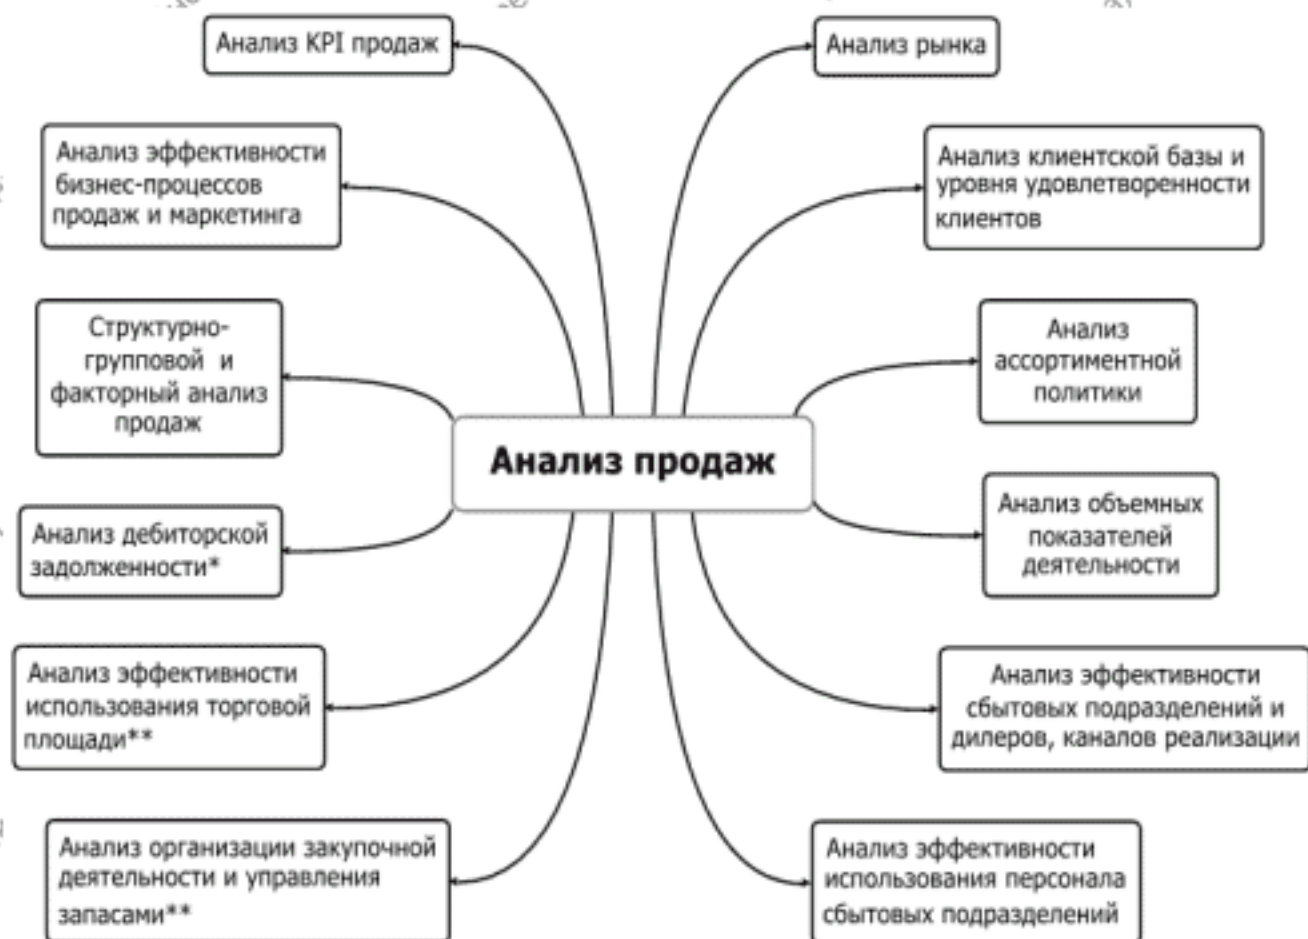 Анализ KPI продаж
Анализ рынка
Анализ эффективности
бизнес-процессов
продаж и маркетинга
Анализ клиентской базы и
уровня удовлетворенности
клиентов
Структурно-
групповой и
факторный анализ
продаж
Анализ
ассортиментной
политики
Анализ продаж
Анализ дебиторской
задолженности*
Анализ объемных
показателей
деятельности
Анализ эффективности
использования торговой
площади**
Анализ эффективности
сбытовых подразделений и
дилеров, каналов реализации
Анализ организации закупочной
деятельности и управления
запасами**
Анализ эффективности
использования персонала
сбытовых подразделений